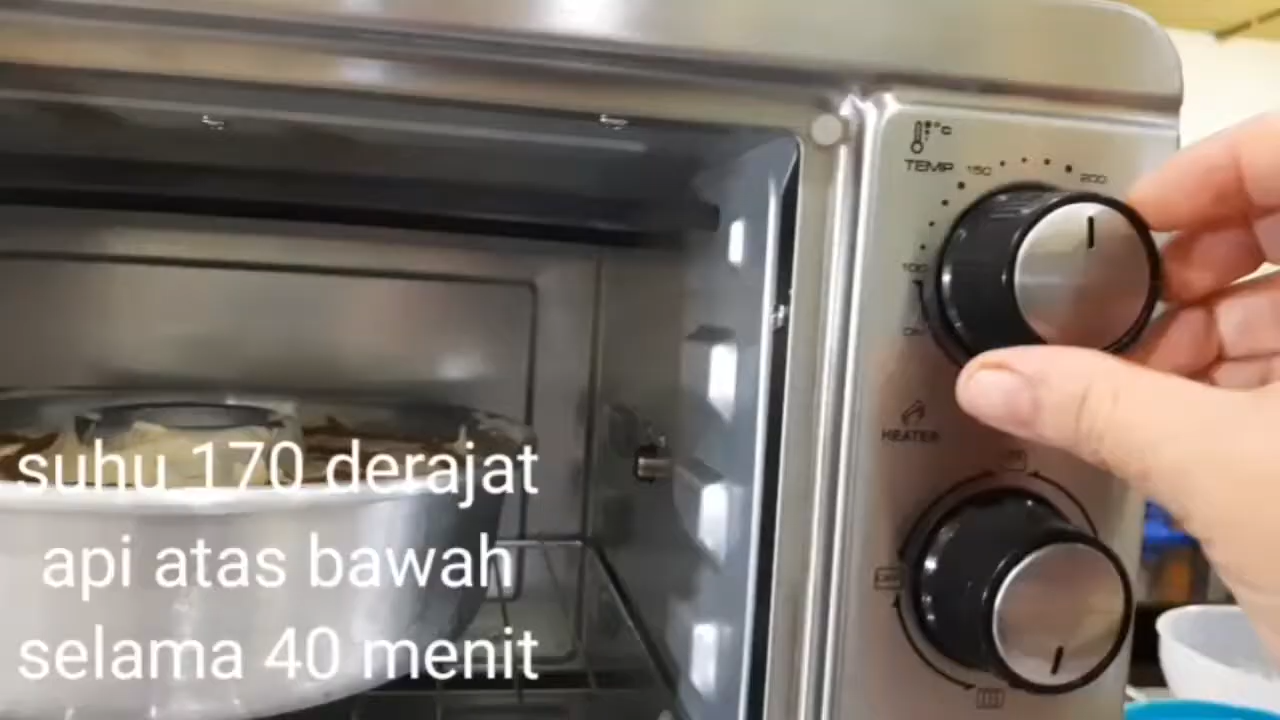 °C
TEMP 150
200
100
HEATER
suhu 170 derajat
api atas bawah
selama 40 menit